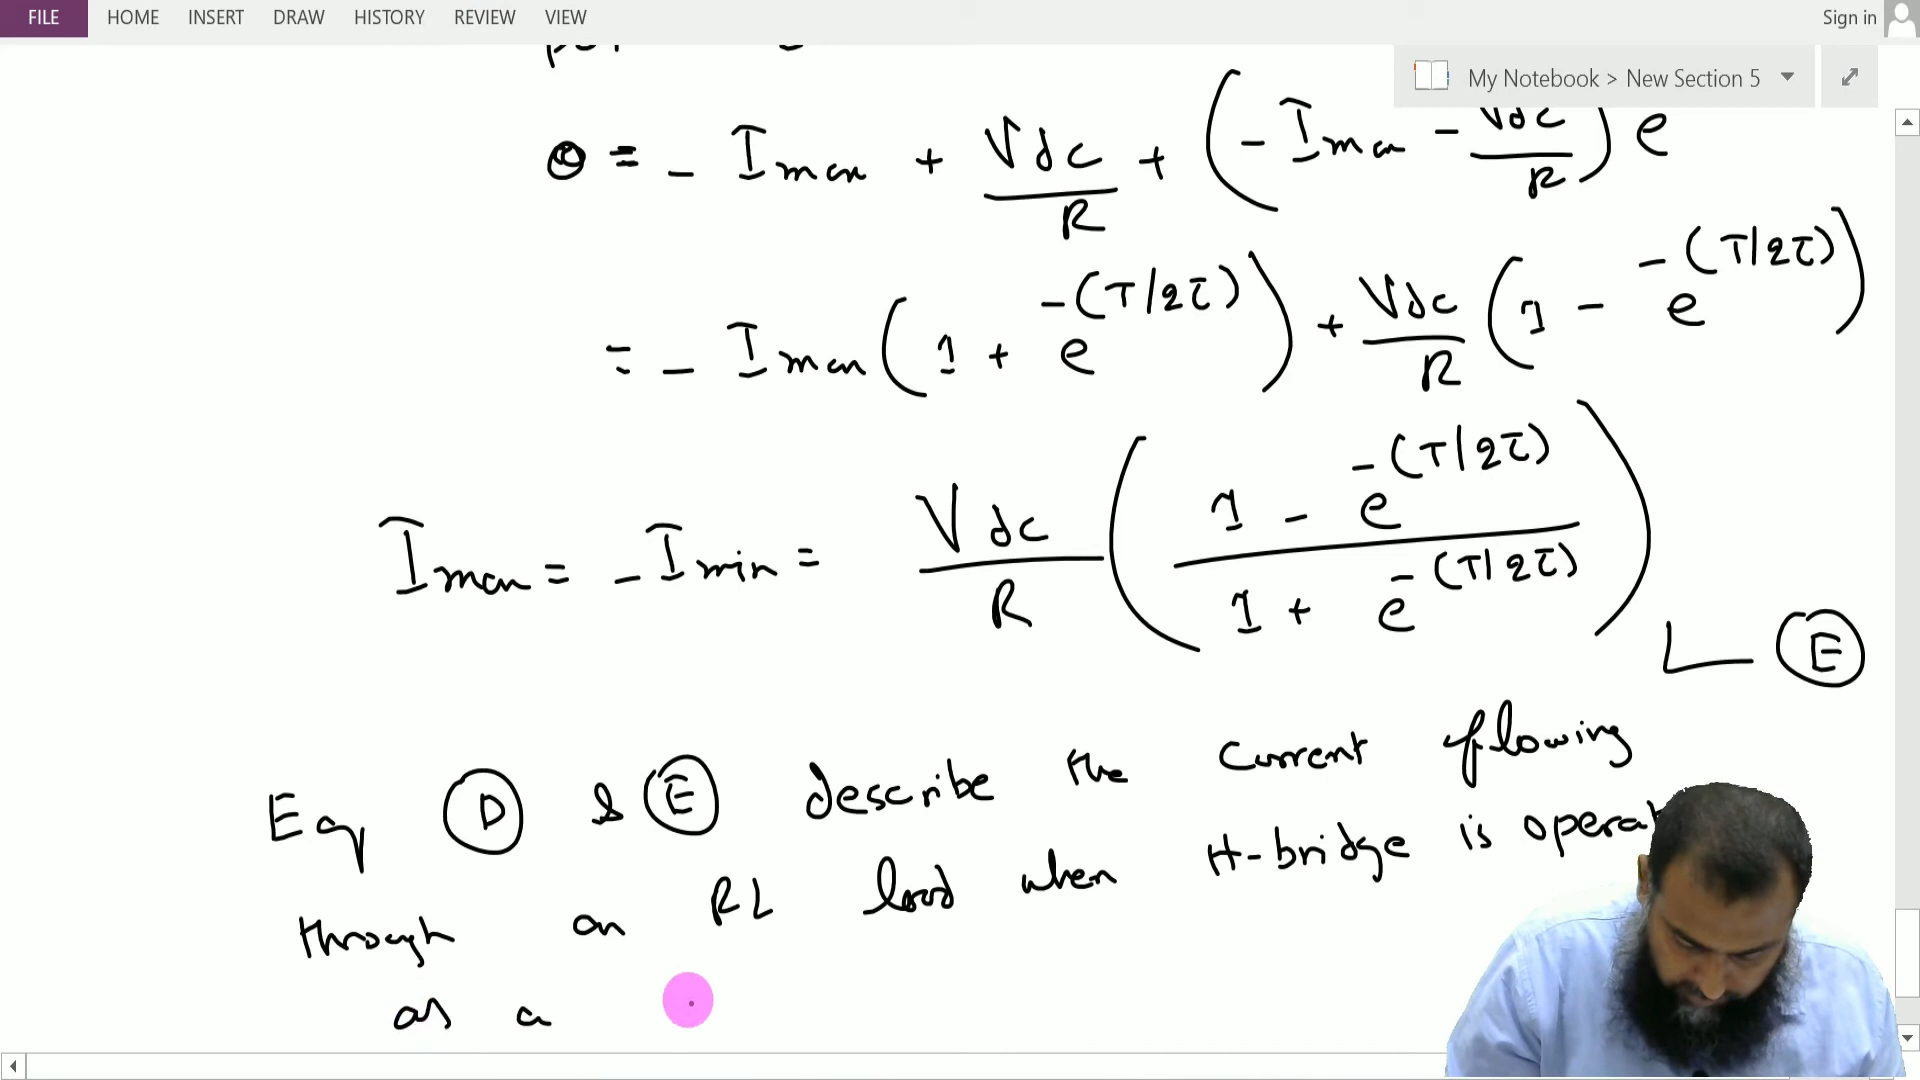 FILE HOME INSERT DRAW HISTORY REVIEW VIEW Sign in
My Notebook > New Section 5
0 = - Imax + Vdc/R + (-Imax - Vdc/R) e
= - Imax (1 + e^-(T/2τ)) + Vdc/R (1 - e^-(T/2τ))
Imax = - Imin = Vdc/R ((1 - e^-(T/2τ)) / (1 + e^-(T/2τ)))
E
Eq D & E describe the current flowing
through an RL load when H-bridge is operat
as a